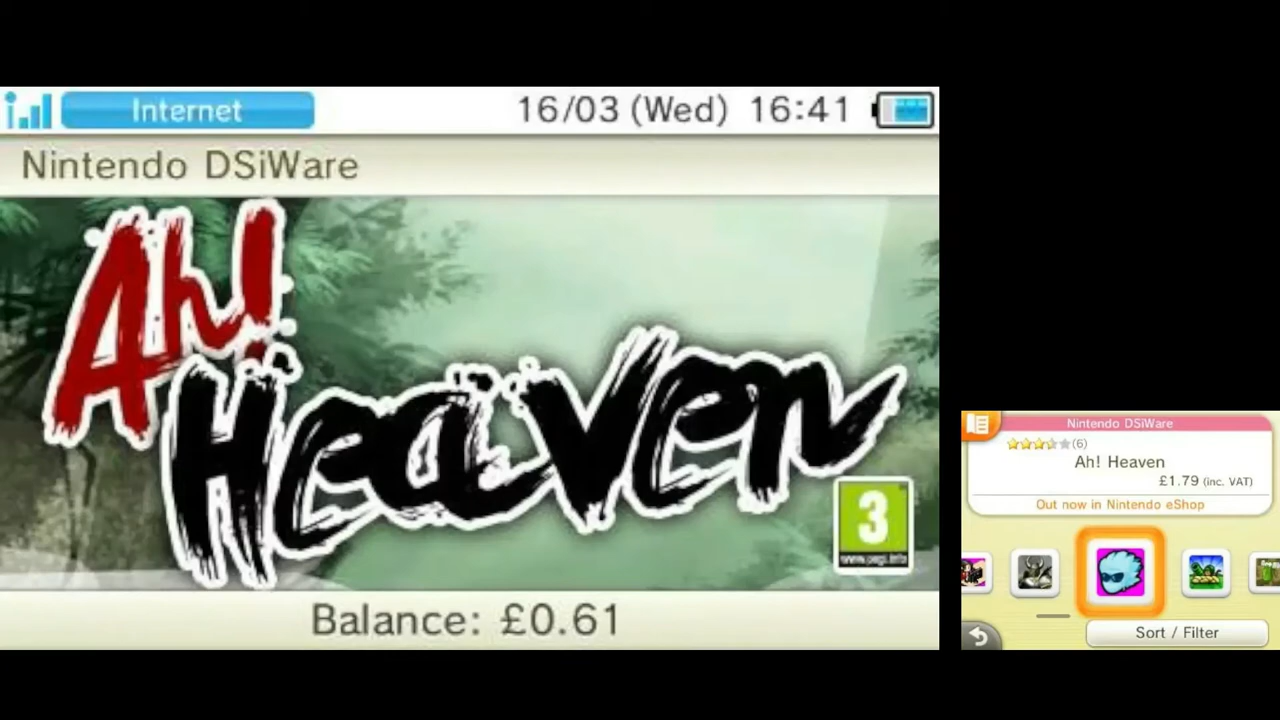 Internet
16/03 (Wed) 16:41
Nintendo DSiWare
Ah!
Heaven
3
www.pegi.info
Balance: £0.61
Nintendo DSiWare
(6)
Ah! Heaven
£1.79 (inc. VAT)
Out now in Nintendo eShop
Sort / Filter